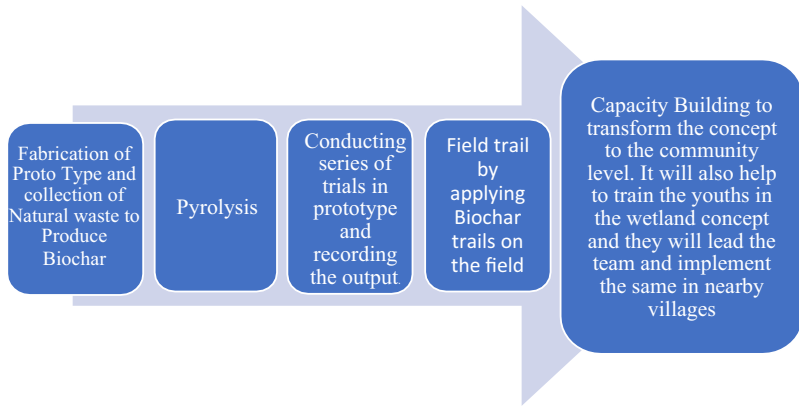 Fabrication of
Proto Type and
collection of
Natural waste to
Produce
Biochar
Pyrolysis
Conducting
series of
trials in
prototype
and
recording
the output.
Field trail
by
applying
Biochar
trails on
the field
Capacity Building to
transform the concept
to the community
level. It will also help
to train the youths in
the wetland concept
and they will lead the
team and implement
the same in nearby
villages